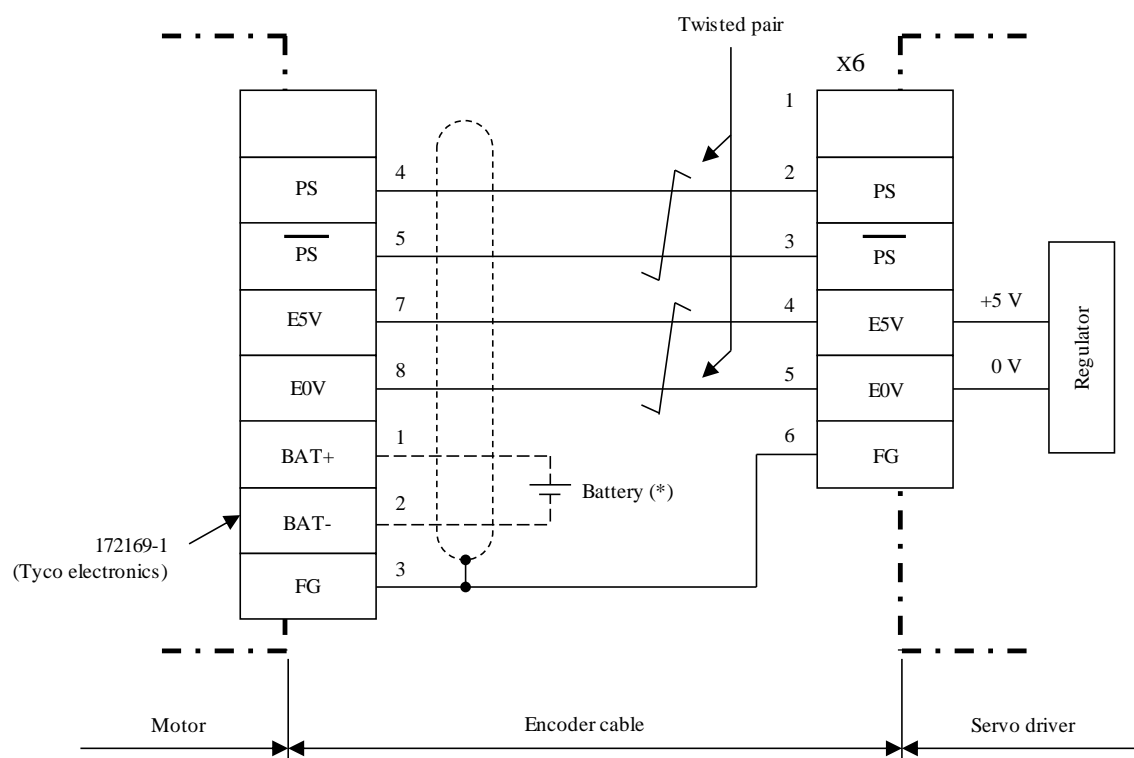 Twisted pair
X6
1
PS 4 2 PS
P̅S̅ 5 3 P̅S̅
E5V 7 4 E5V +5 V
E0V 8 5 E0V 0 V
Regulator
BAT+ 1 6 FG
Battery (*)
BAT- 2
172169-1
(Tyco electronics)
FG 3
Motor Encoder cable Servo driver